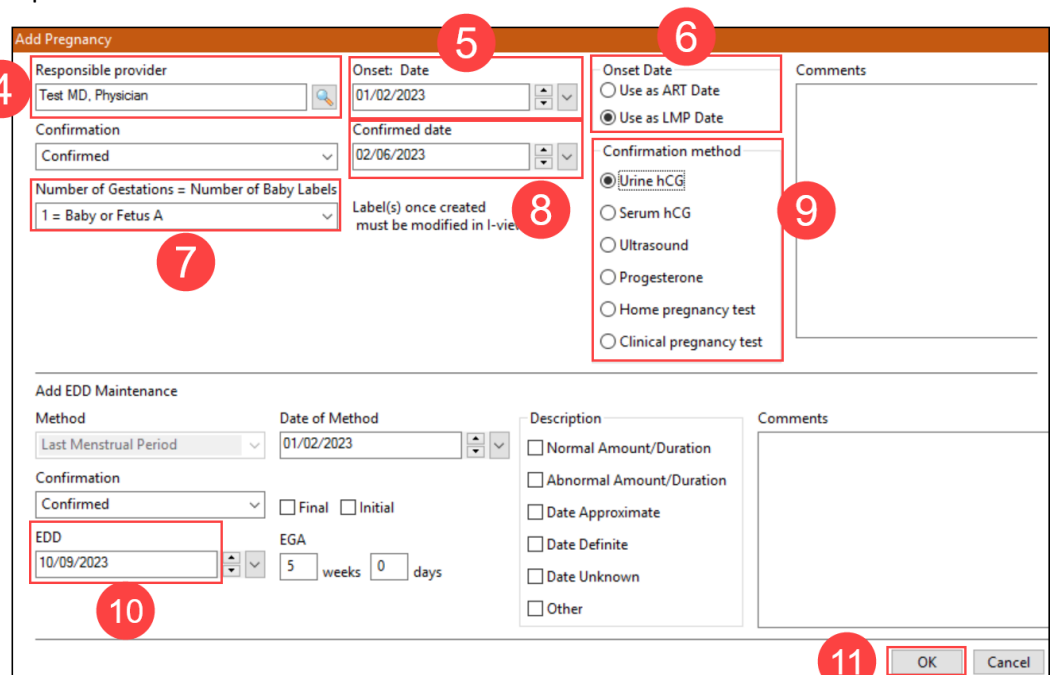 Add Pregnancy
4
5
6
Responsible provider
Test MD, Physician
Onset: Date
01/02/2023
Onset Date
Use as ART Date
Use as LMP Date
Comments
Confirmation
Confirmed
Confirmed date
02/06/2023
8
Confirmation method
Urine hCG
Serum hCG
Ultrasound
Progesterone
Home pregnancy test
Clinical pregnancy test
9
Number of Gestations = Number of Baby Labels
1 = Baby or Fetus A
7
Label(s) once created
must be modified in I-vie
Add EDD Maintenance
Method
Last Menstrual Period
Date of Method
01/02/2023
Description
Normal Amount/Duration
Abnormal Amount/Duration
Date Approximate
Date Definite
Date Unknown
Other
Comments
Confirmation
Confirmed
Final
Initial
EDD
10/09/2023
EGA
5 weeks 0 days
10
11
OK
Cancel